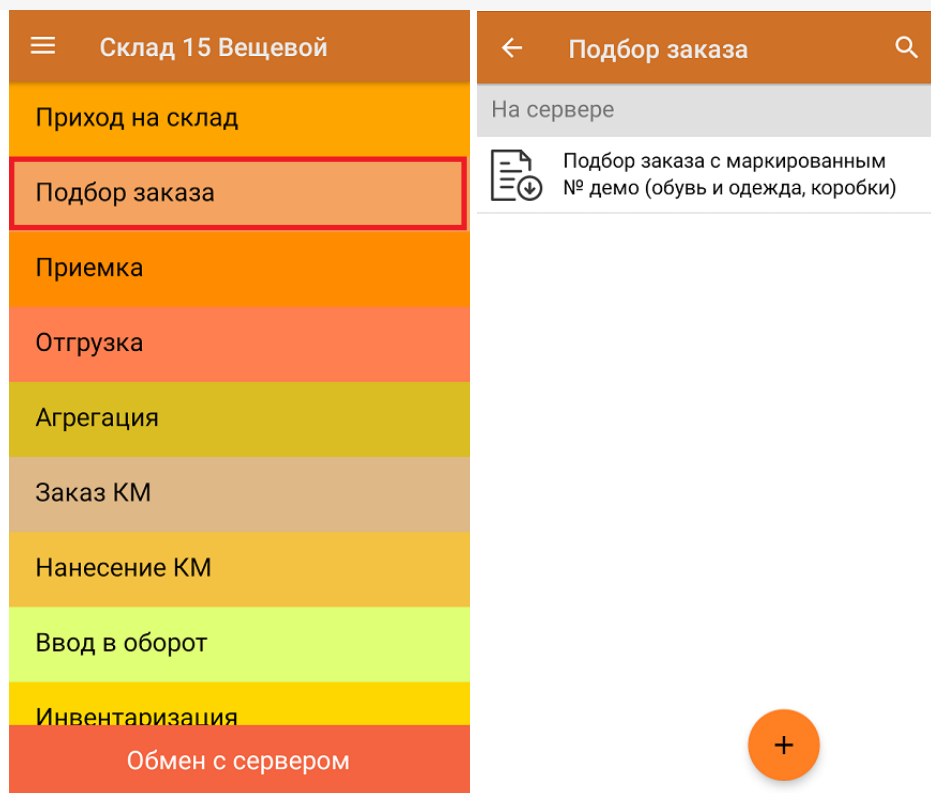 Склад 15 Вещевой
Приход на склад
Подбор заказа
Приемка
Отгрузка
Агрегация
Заказ КМ
Нанесение КМ
Ввод в оборот
Инвентаризация
Обмен с сервером
Подбор заказа
На сервере
Подбор заказа с маркированным
№ демо (обувь и одежда, коробки)
+